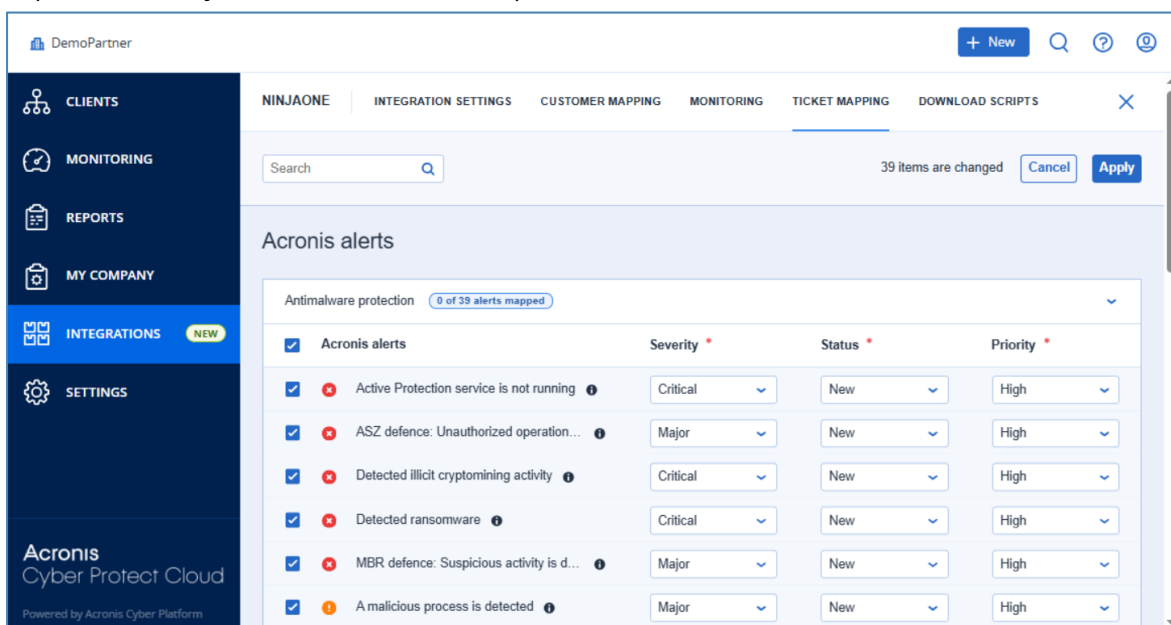 DemoPartner
+ New
CLIENTS
MONITORING
REPORTS
MY COMPANY
INTEGRATIONS NEW
SETTINGS
Acronis
Cyber Protect Cloud
Powered by Acronis Cyber Platform
NINJAONE INTEGRATION SETTINGS CUSTOMER MAPPING MONITORING TICKET MAPPING DOWNLOAD SCRIPTS
Search 39 items are changed Cancel Apply
Acronis alerts
Antimalware protection 0 of 39 alerts mapped
Acronis alerts Severity * Status * Priority *
Active Protection service is not running Critical New High
ASZ defence: Unauthorized operation... Major New High
Detected illicit cryptomining activity Critical New High
Detected ransomware Critical New High
MBR defence: Suspicious activity is d... Major New High
A malicious process is detected Major New High